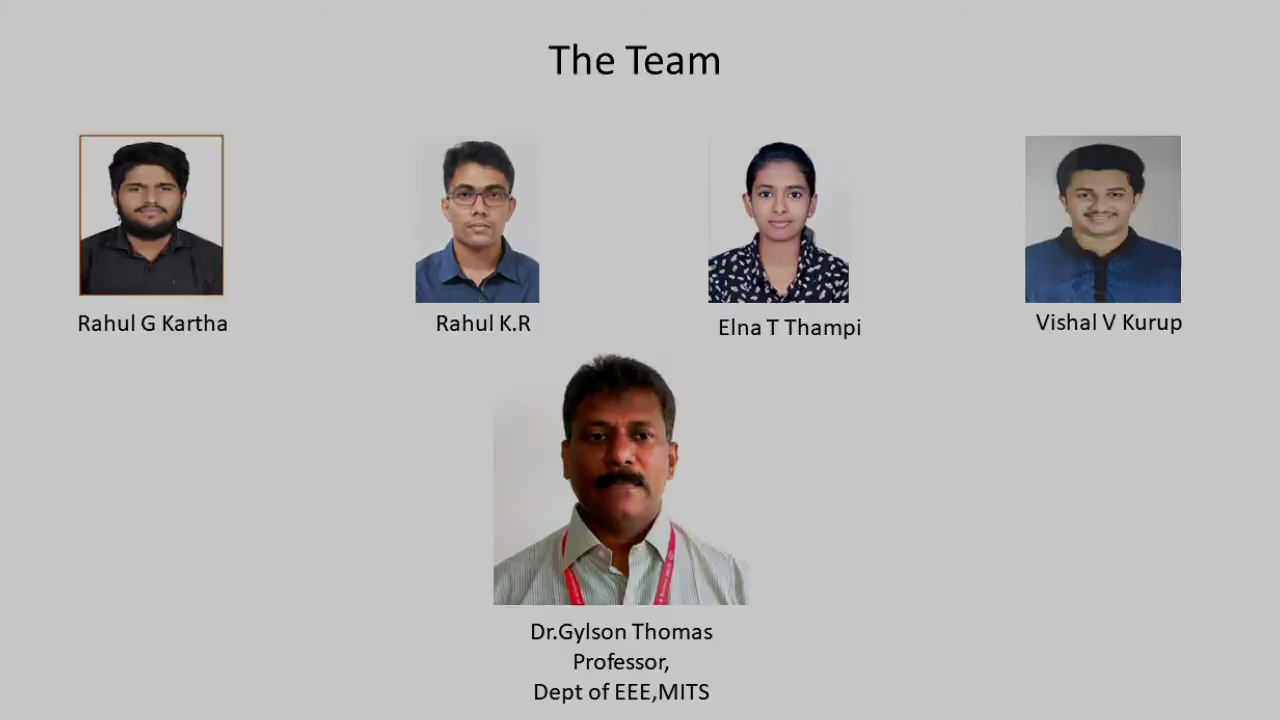 The Team
Rahul G Kartha
Rahul K.R
Elna T Thampi
Vishal V Kurup
Dr.Gylson Thomas
Professor,
Dept of EEE,MITS